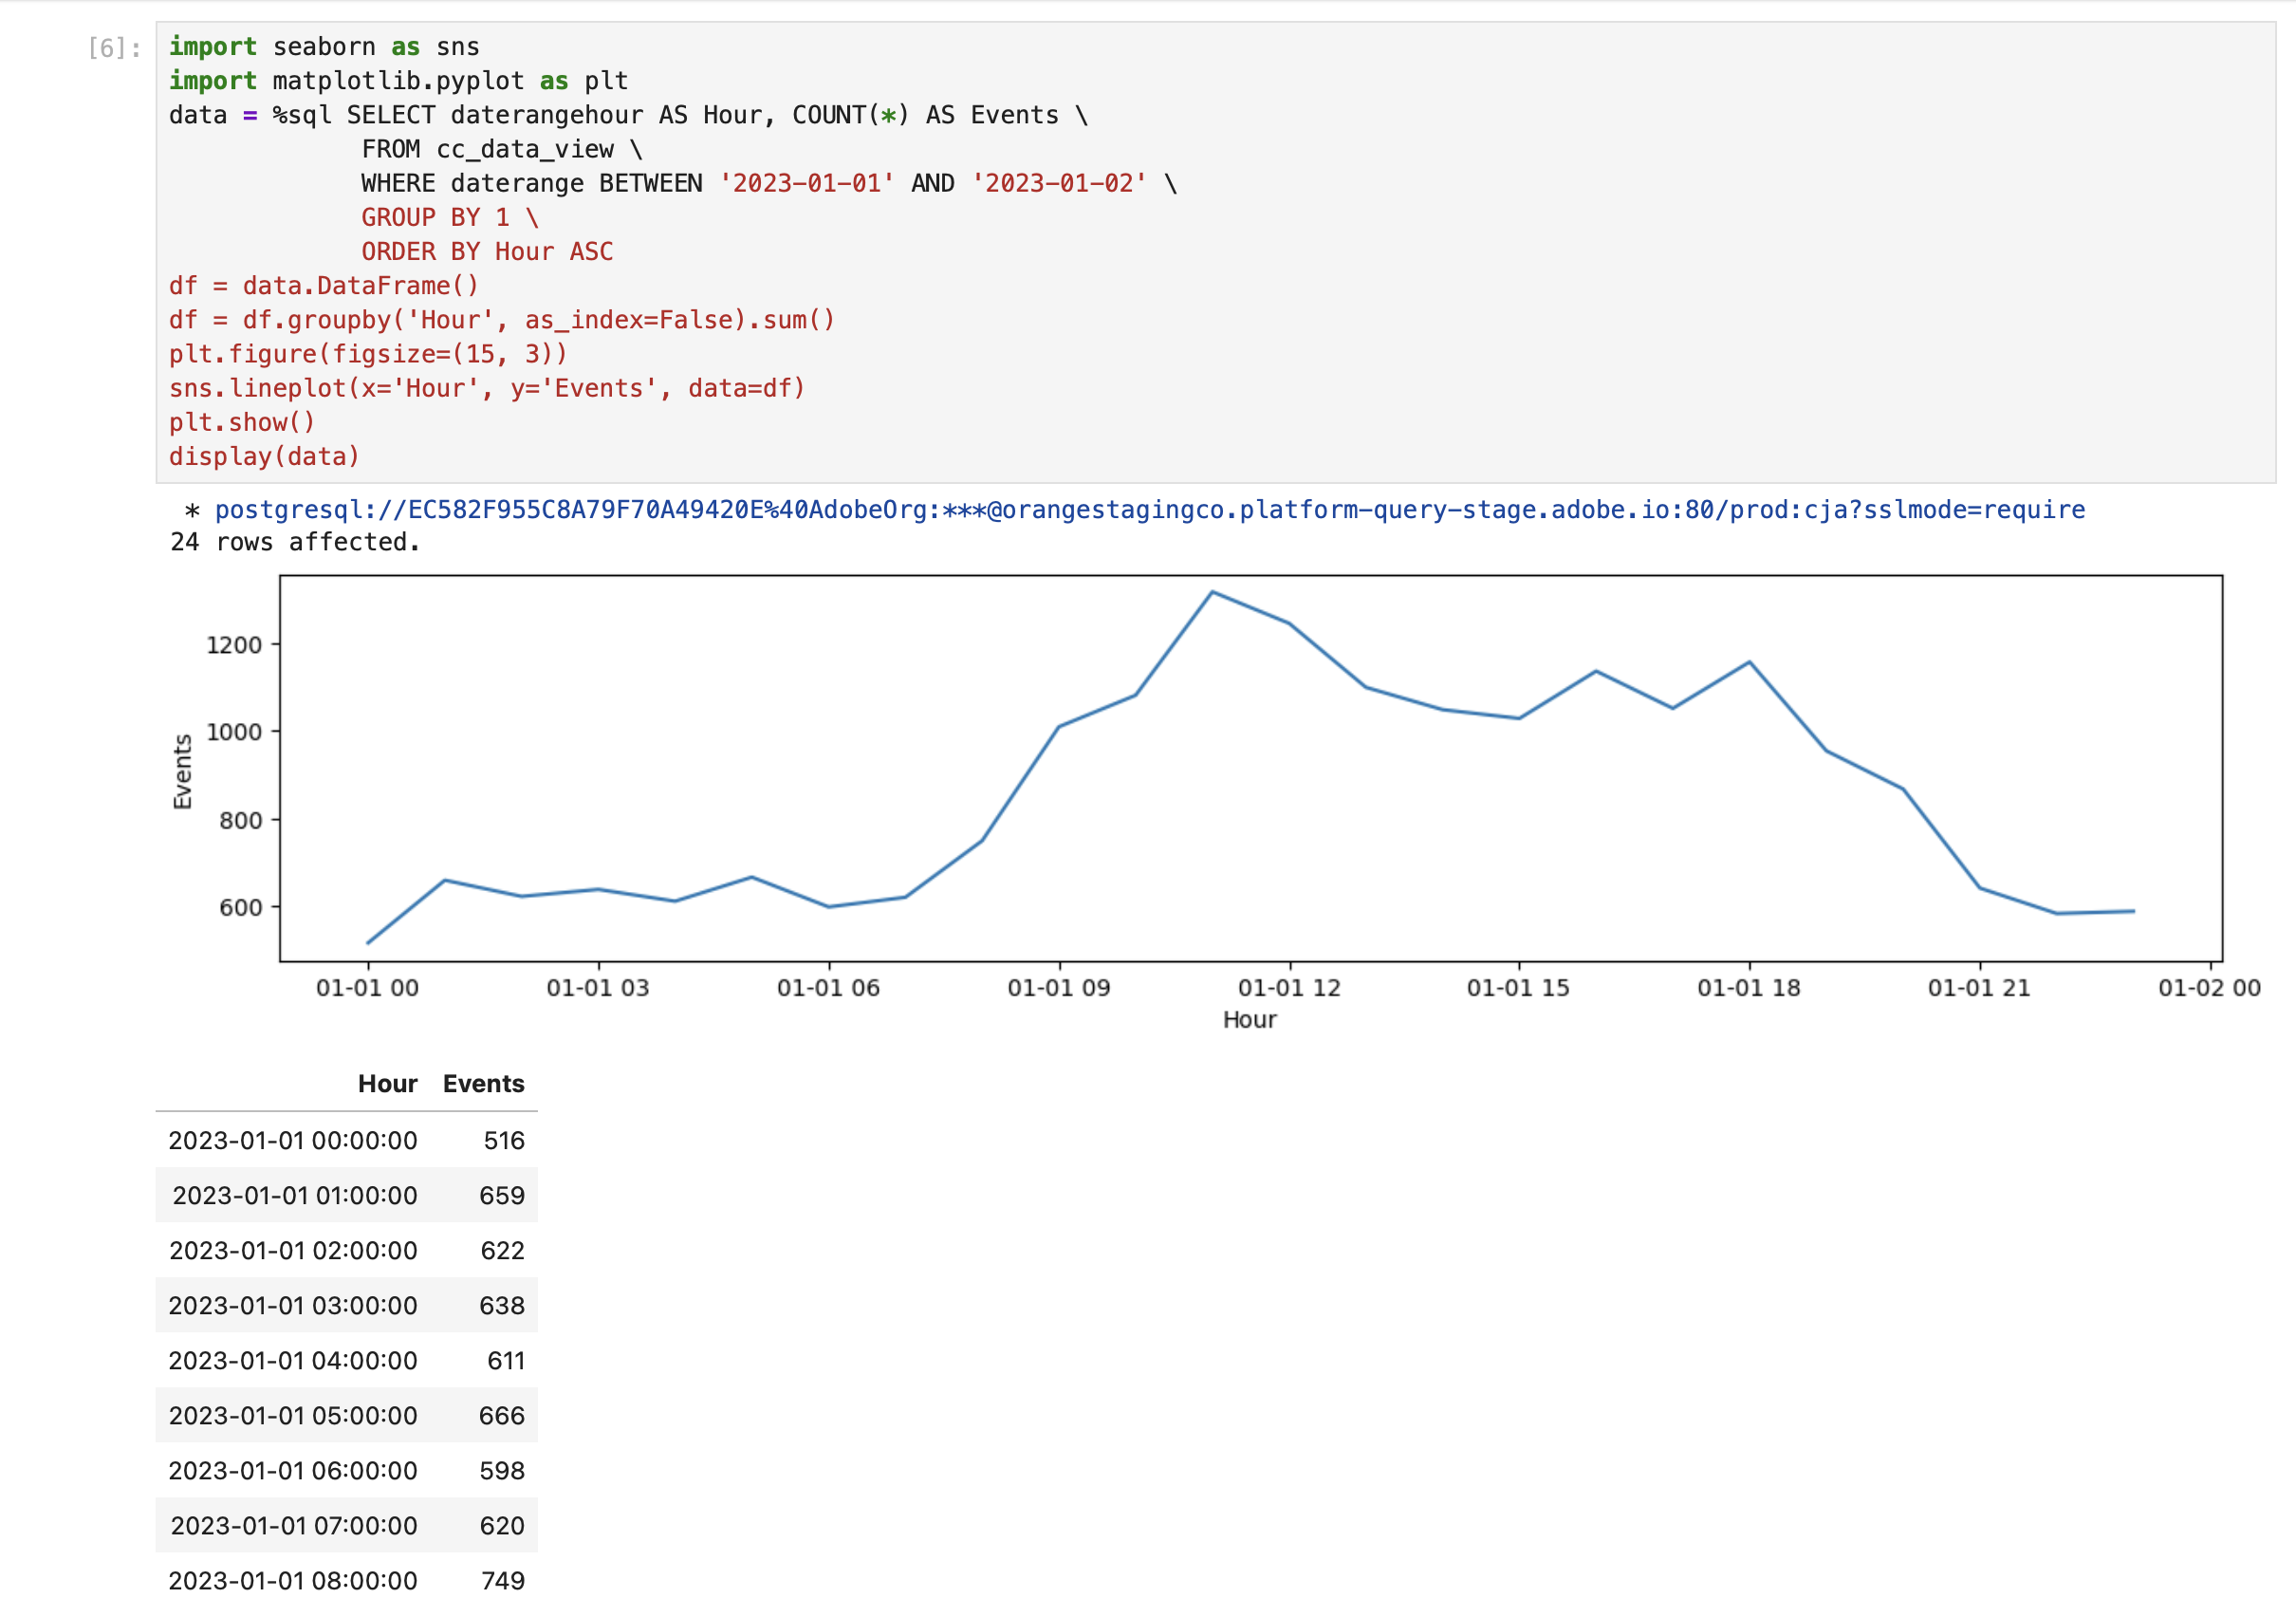 [6]: import seaborn as sns
import matplotlib.pyplot as plt
data = %sql SELECT daterangehour AS Hour, COUNT(*) AS Events \
FROM cc_data_view \
WHERE daterange BETWEEN '2023-01-01' AND '2023-01-02' \
GROUP BY 1 \
ORDER BY Hour ASC
df = data.DataFrame()
df = df.groupby('Hour', as_index=False).sum()
plt.figure(figsize=(15, 3))
sns.lineplot(x='Hour', y='Events', data=df)
plt.show()
display(data)
* postgresql://EC582F955C8A79F70A49420E%40AdobeOrg:***@orangestagingco.platform-query-stage.adobe.io:80/prod:cja?sslmode=require
24 rows affected.
1200
1000
800
600
Events
01-01 00 01-01 03 01-01 06 01-01 09 01-01 12 01-01 15 01-01 18 01-01 21 01-02 00
Hour
Hour Events
2023-01-01 00:00:00 516
2023-01-01 01:00:00 659
2023-01-01 02:00:00 622
2023-01-01 03:00:00 638
2023-01-01 04:00:00 611
2023-01-01 05:00:00 666
2023-01-01 06:00:00 598
2023-01-01 07:00:00 620
2023-01-01 08:00:00 749